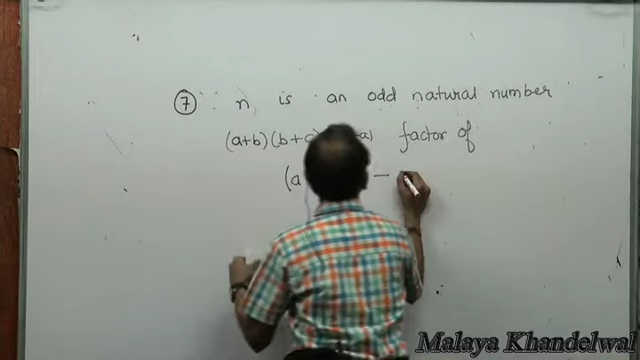 ⑦ n is an odd natural number
(a+b)(b+c) a) factor of
(a −
Malaya Khandelwal